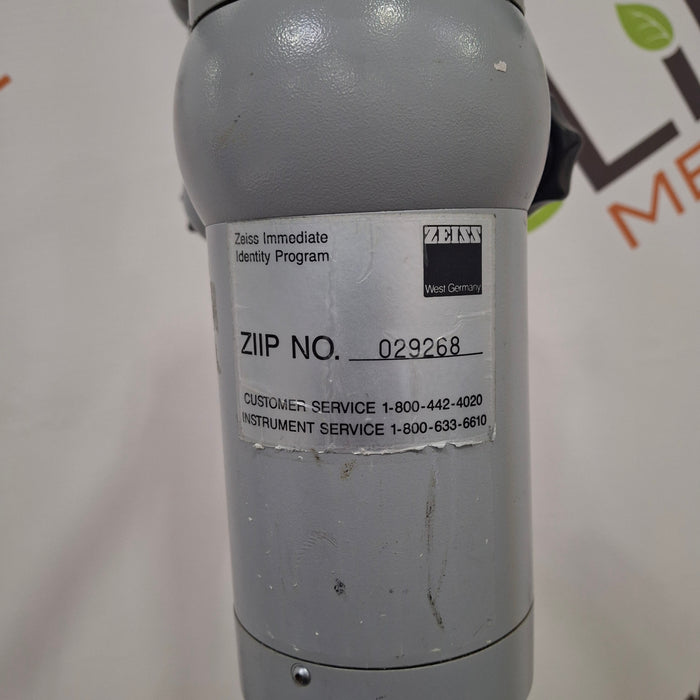 Zeiss Immediate
Identity Program
ZEISS
West Germany
ZIIP NO. 029268
CUSTOMER SERVICE 1-800-442-4020
INSTRUMENT SERVICE 1-800-633-6610